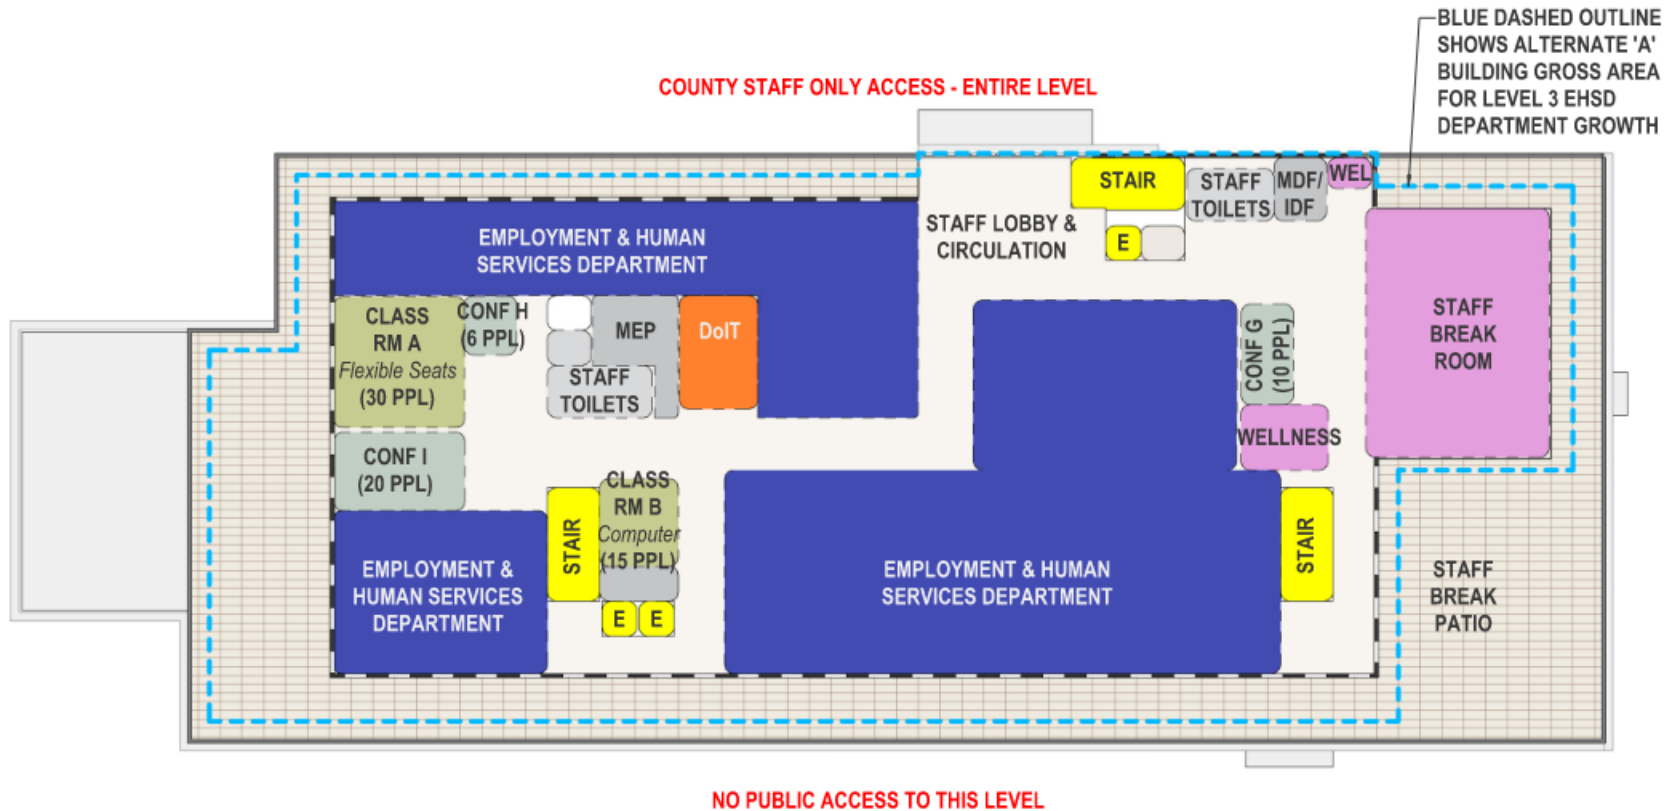 BLUE DASHED OUTLINE
SHOWS ALTERNATE 'A'
BUILDING GROSS AREA
FOR LEVEL 3 EHSD
DEPARTMENT GROWTH
COUNTY STAFF ONLY ACCESS - ENTIRE LEVEL
STAIR
STAFF
TOILETS
MDF/
IDF
WEL
STAFF LOBBY &
CIRCULATION
E
EMPLOYMENT & HUMAN
SERVICES DEPARTMENT
CLASS
RM A
Flexible Seats
(30 PPL)
CONF H
(6 PPL)
MEP
DoIT
STAFF
TOILETS
CONF G
(10 PPL)
STAFF
BREAK
ROOM
WELLNESS
CONF I
(20 PPL)
CLASS
RM B
Computer
(15 PPL)
STAIR
E
E
EMPLOYMENT &
HUMAN SERVICES
DEPARTMENT
EMPLOYMENT & HUMAN
SERVICES DEPARTMENT
STAIR
STAFF
BREAK
PATIO
NO PUBLIC ACCESS TO THIS LEVEL